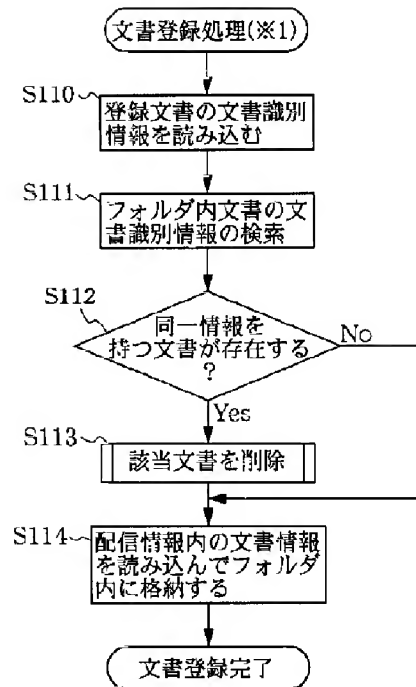 文書登録処理(※1)
S110
登録文書の文書識別
情報を読み込む
S111
フォルダ内文書の文
書識別情報の検索
S112
同一情報を
持つ文書が存在する
?
No
Yes
S113
該当文書を削除
S114
配信情報内の文書情報
を読み込んでフォルダ
内に格納する
文書登録完了